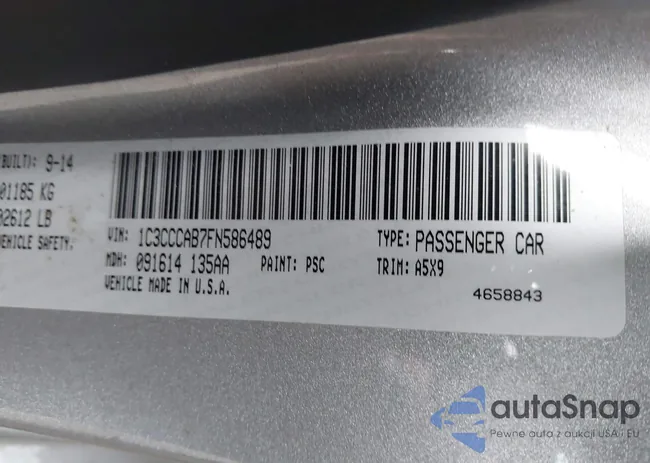 BUILT): 9-14
01185 KG
02612 LB
VEHICLE SAFETY.
VIN: 1C3CCCAB7FN586489
TYPE: PASSENGER CAR
MDH: 091614 135AA
PAINT: PSC
TRIM: A5X9
VEHICLE MADE IN U.S.A.
4658843
autaSnap
Pewne auta z aukcji USA i EU